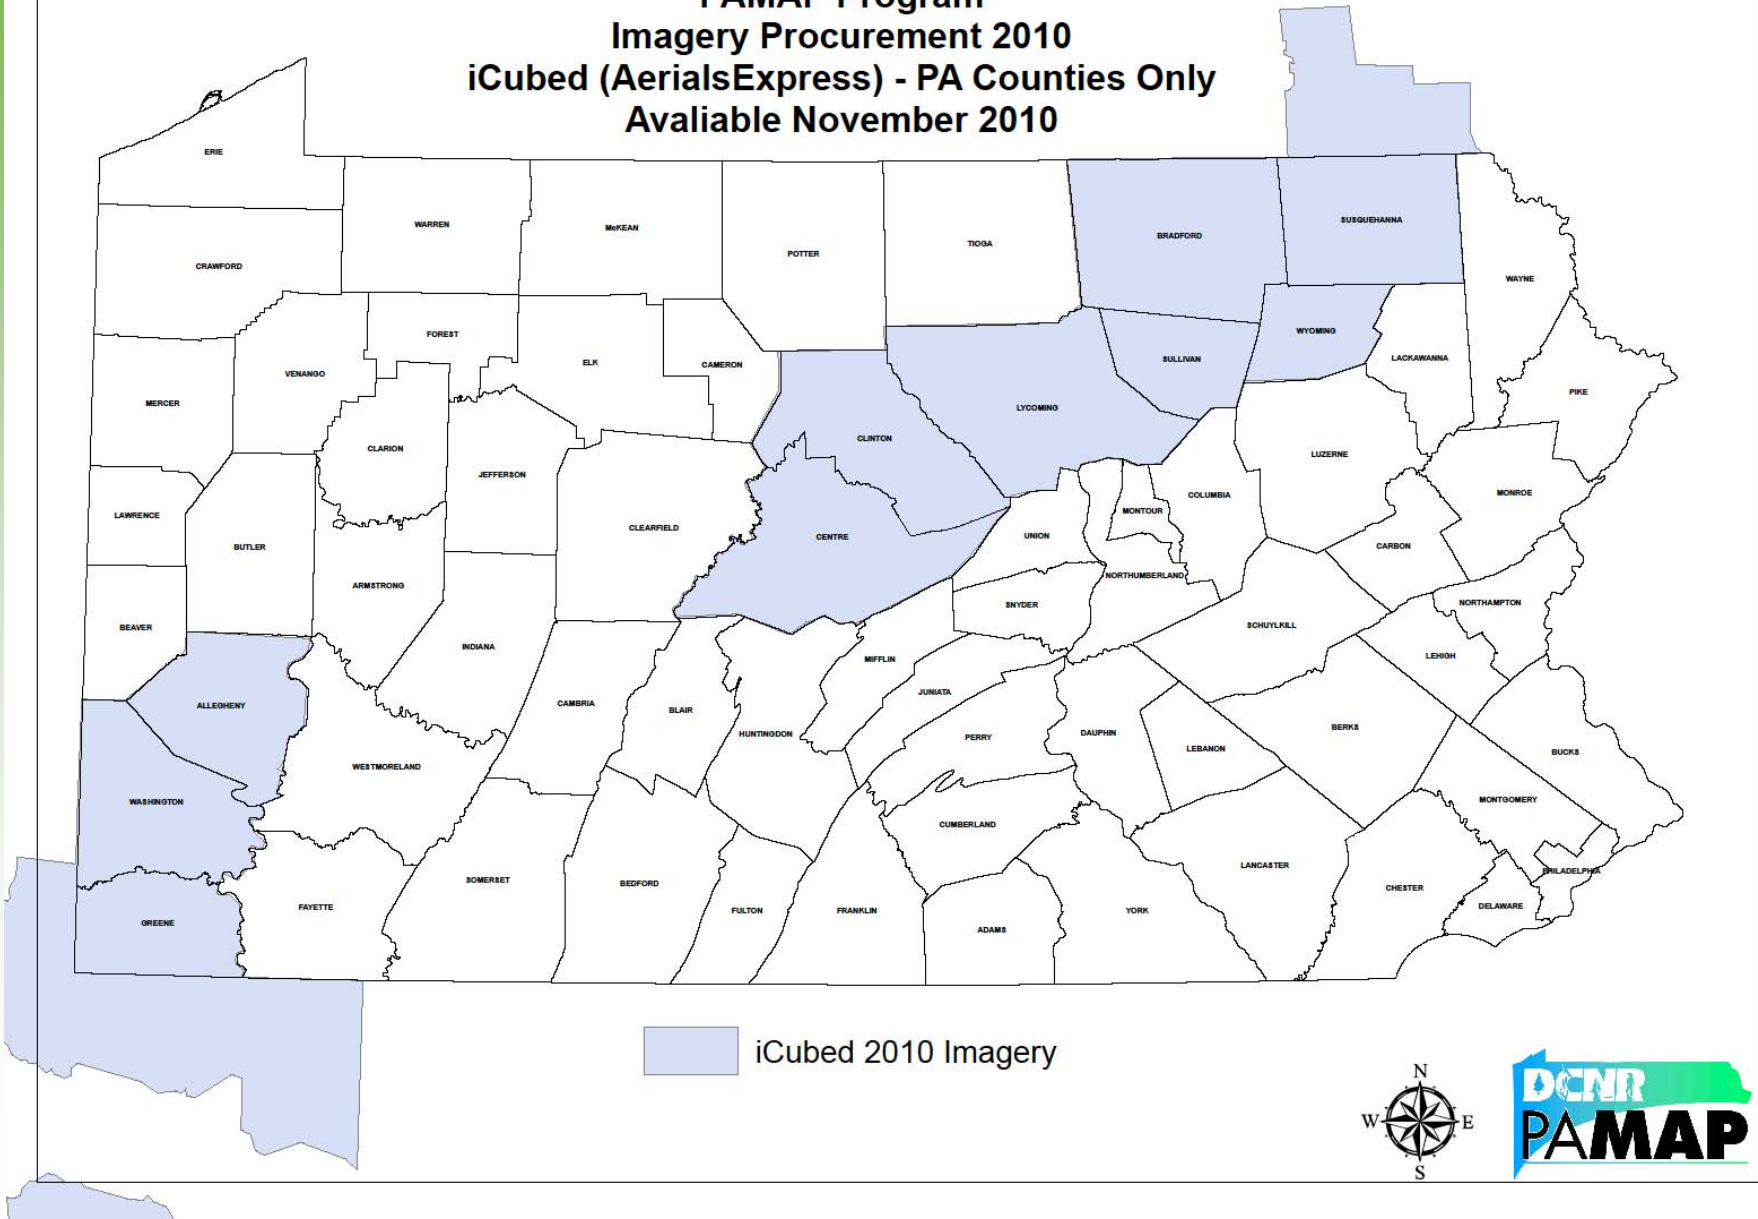 PAMAP Program
Imagery Procurement 2010
iCubed (AerialsExpress) - PA Counties Only
Avaliable November 2010
ERIE
WARREN
McKEAN
POTTER
TIOGA
BRADFORD
SUSQUEHANNA
WAYNE
CRAWFORD
FOREST
VENANGO
ELK
CAMERON
SULLIVAN
WYOMING
LACKAWANNA
PIKE
MERCER
CLARION
JEFFERSON
CLINTON
LYCOMING
LUZERNE
MONROE
COLUMBIA
MONTOUR
LAWRENCE
BUTLER
CLEARFIELD
CENTRE
UNION
CARBON
ARMSTRONG
NORTHUMBERLAND
SNYDER
NORTHAMPTON
BEAVER
INDIANA
SCHUYLKILL
LEHIGH
MIFFLIN
JUNIATA
ALLEGHENY
CAMBRIA
BLAIR
HUNTINGDON
PERRY
DAUPHIN
LEBANON
BERKS
BUCKS
WESTMORELAND
WASHINGTON
CUMBERLAND
MONTGOMERY
LANCASTER
PHILADELPHIA
SOMERSET
BEDFORD
CHESTER
DELAWARE
FAYETTE
FULTON
FRANKLIN
YORK
GREENE
ADAMS
iCubed 2010 Imagery
N
W
E
S
DCNR
PAMAP